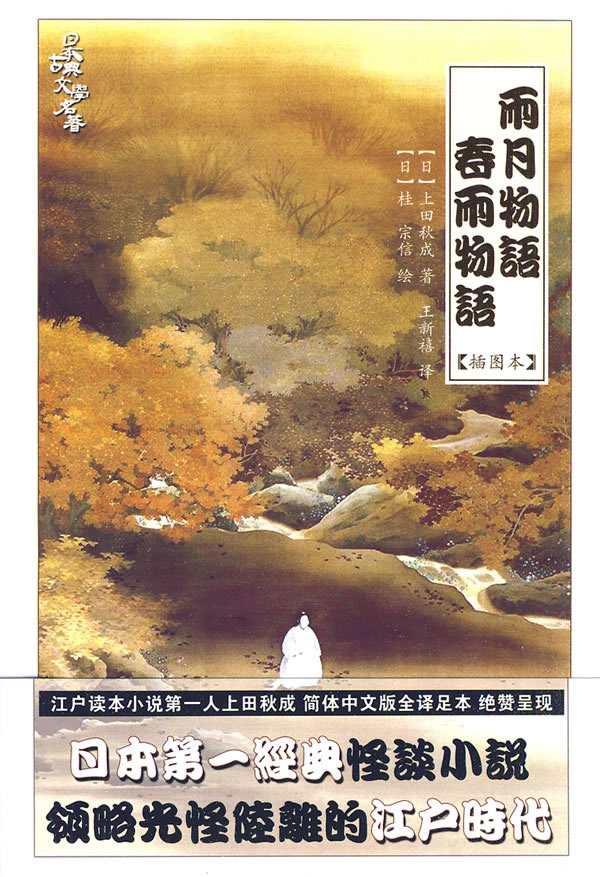 日本古典文學名著
雨月物語
春雨物語
【插图本】
【日】上田秋成 著
【日】桂 宗信 绘
王新禧 译
江户读本小说第一人上田秋成 简体中文版全译足本 绝赞呈现
日本第一經典怪談小説
領略光怪陸離的江户時代